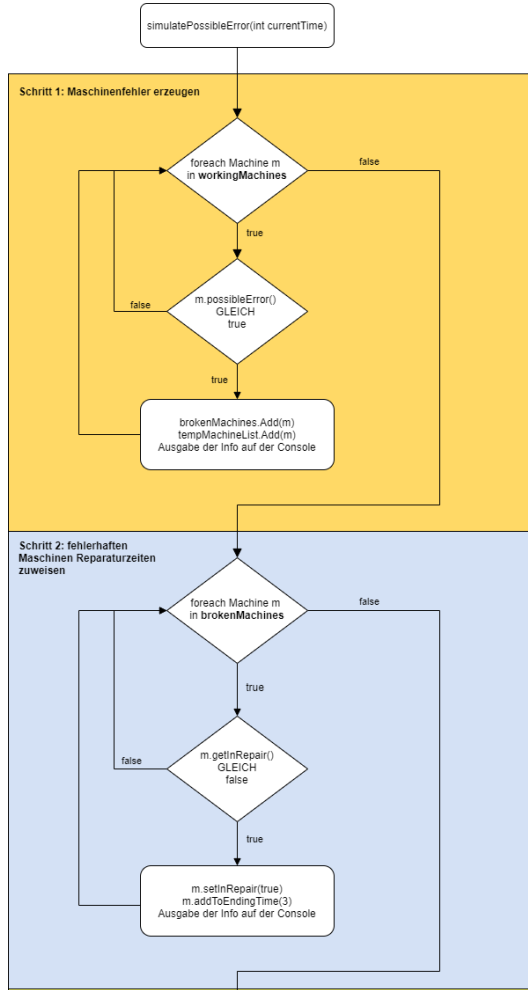 simulatePossibleError(int currentTime)
Schritt 1: Maschinenfehler erzeugen
foreach Machine m
in workingMachines
false
true
m.possibleError()
GLEICH
true
false
true
brokenMachines.Add(m)
tempMachineList.Add(m)
Ausgabe der Info auf der Console
Schritt 2: fehlerhaften
Maschinen Reparaturzeiten
zuweisen
foreach Machine m
in brokenMachines
false
true
m.getInRepair()
GLEICH
false
false
true
m.setInRepair(true)
m.addToEndingTime(3)
Ausgabe der Info auf der Console